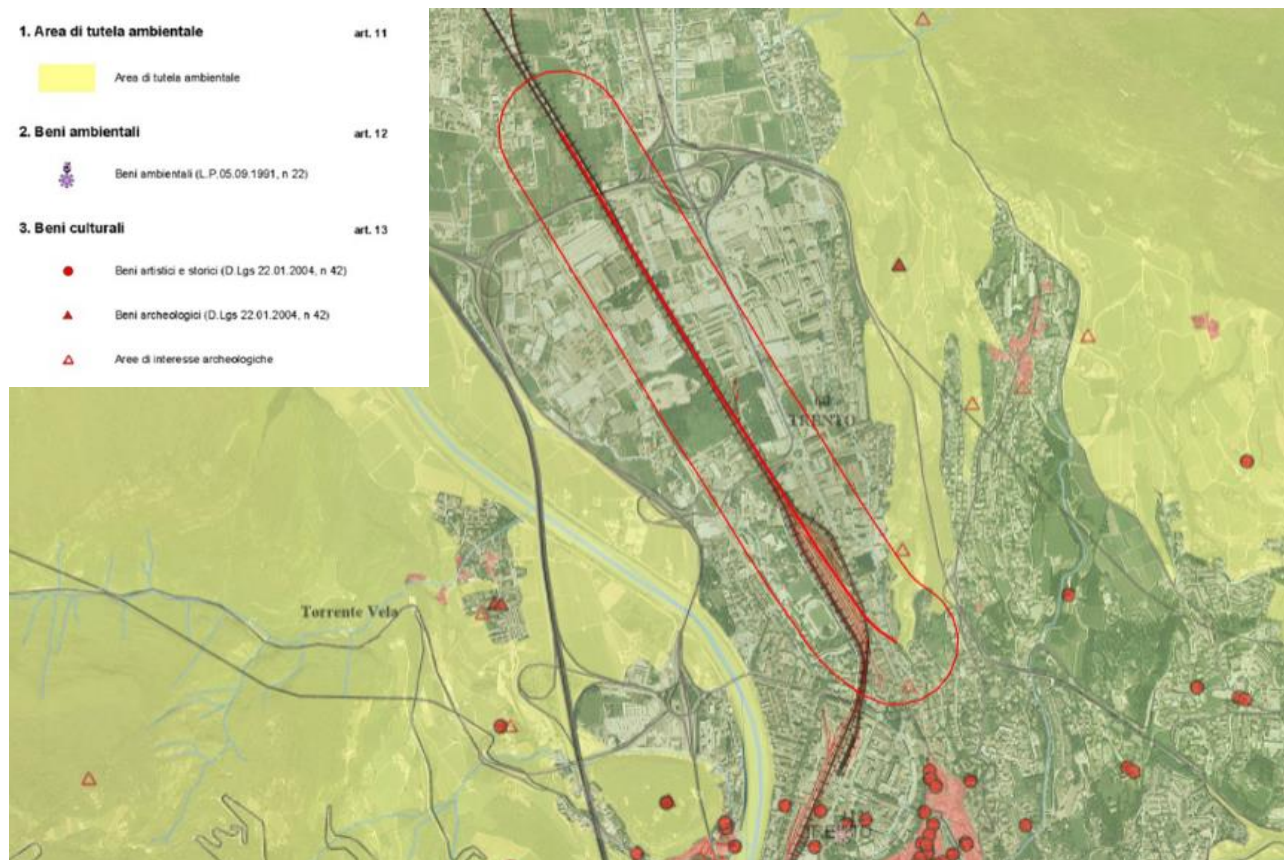 1. Area di tutela ambientale art. 11
Area di tutela ambientale
2. Beni ambientali art. 12
Beni ambientali (L.P.05.09.1991, n 22)
3. Beni culturali art. 13
Beni artistici e storici (D.Lgs 22.01.2004, n 42)
Beni archeologici (D.Lgs 22.01.2004, n 42)
Aree di interesse archeologiche
TRENTO
Torrente Vela